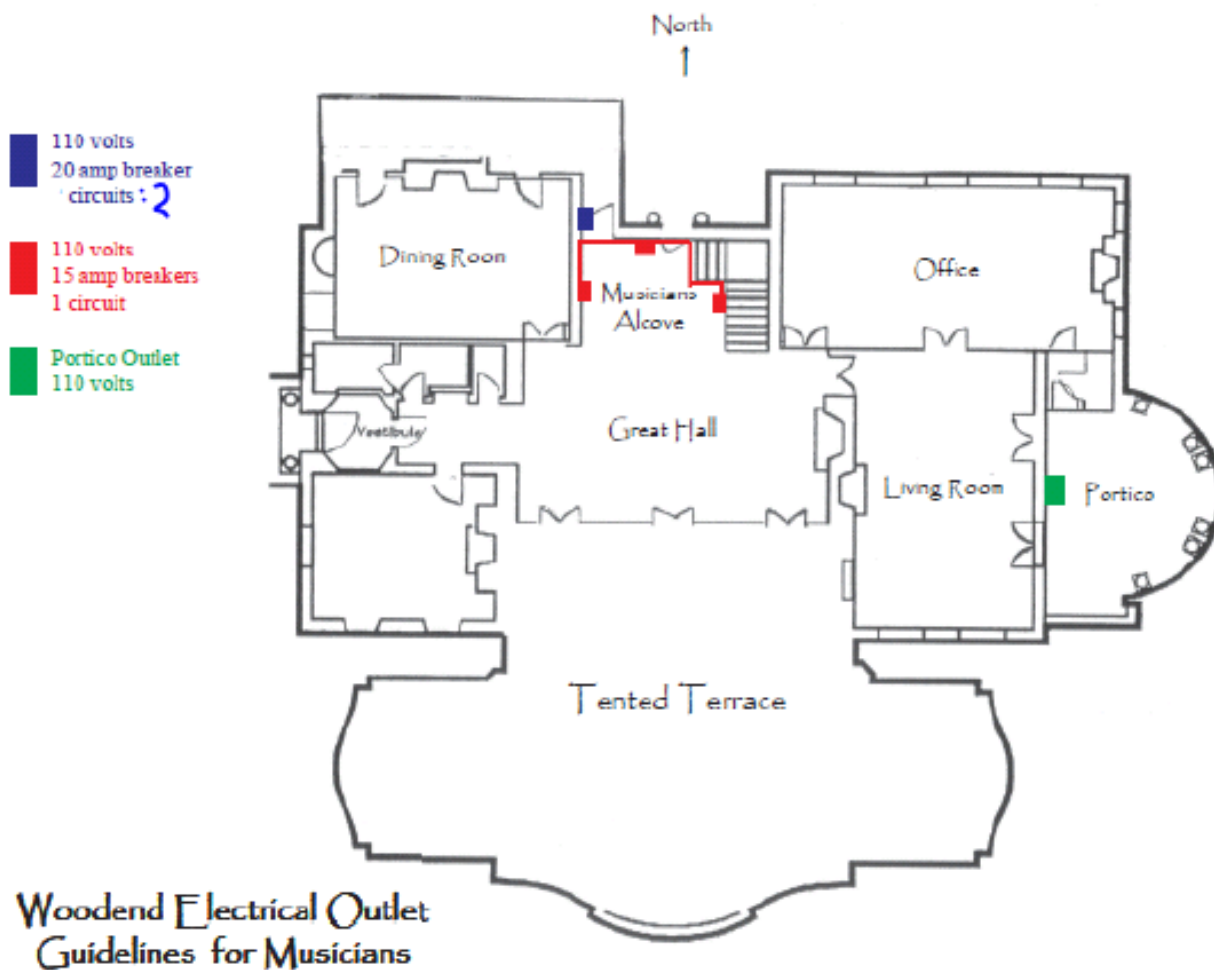 North
110 volts
20 amp breaker
circuits : 2
110 volts
15 amp breakers
1 circuit
Portico Outlet
110 volts
Dining Room
Office
Musicians
Alcove
Vestibule
Great Hall
Living Room
Portico
Tented Terrace
Woodend Electrical Outlet
Guidelines for Musicians